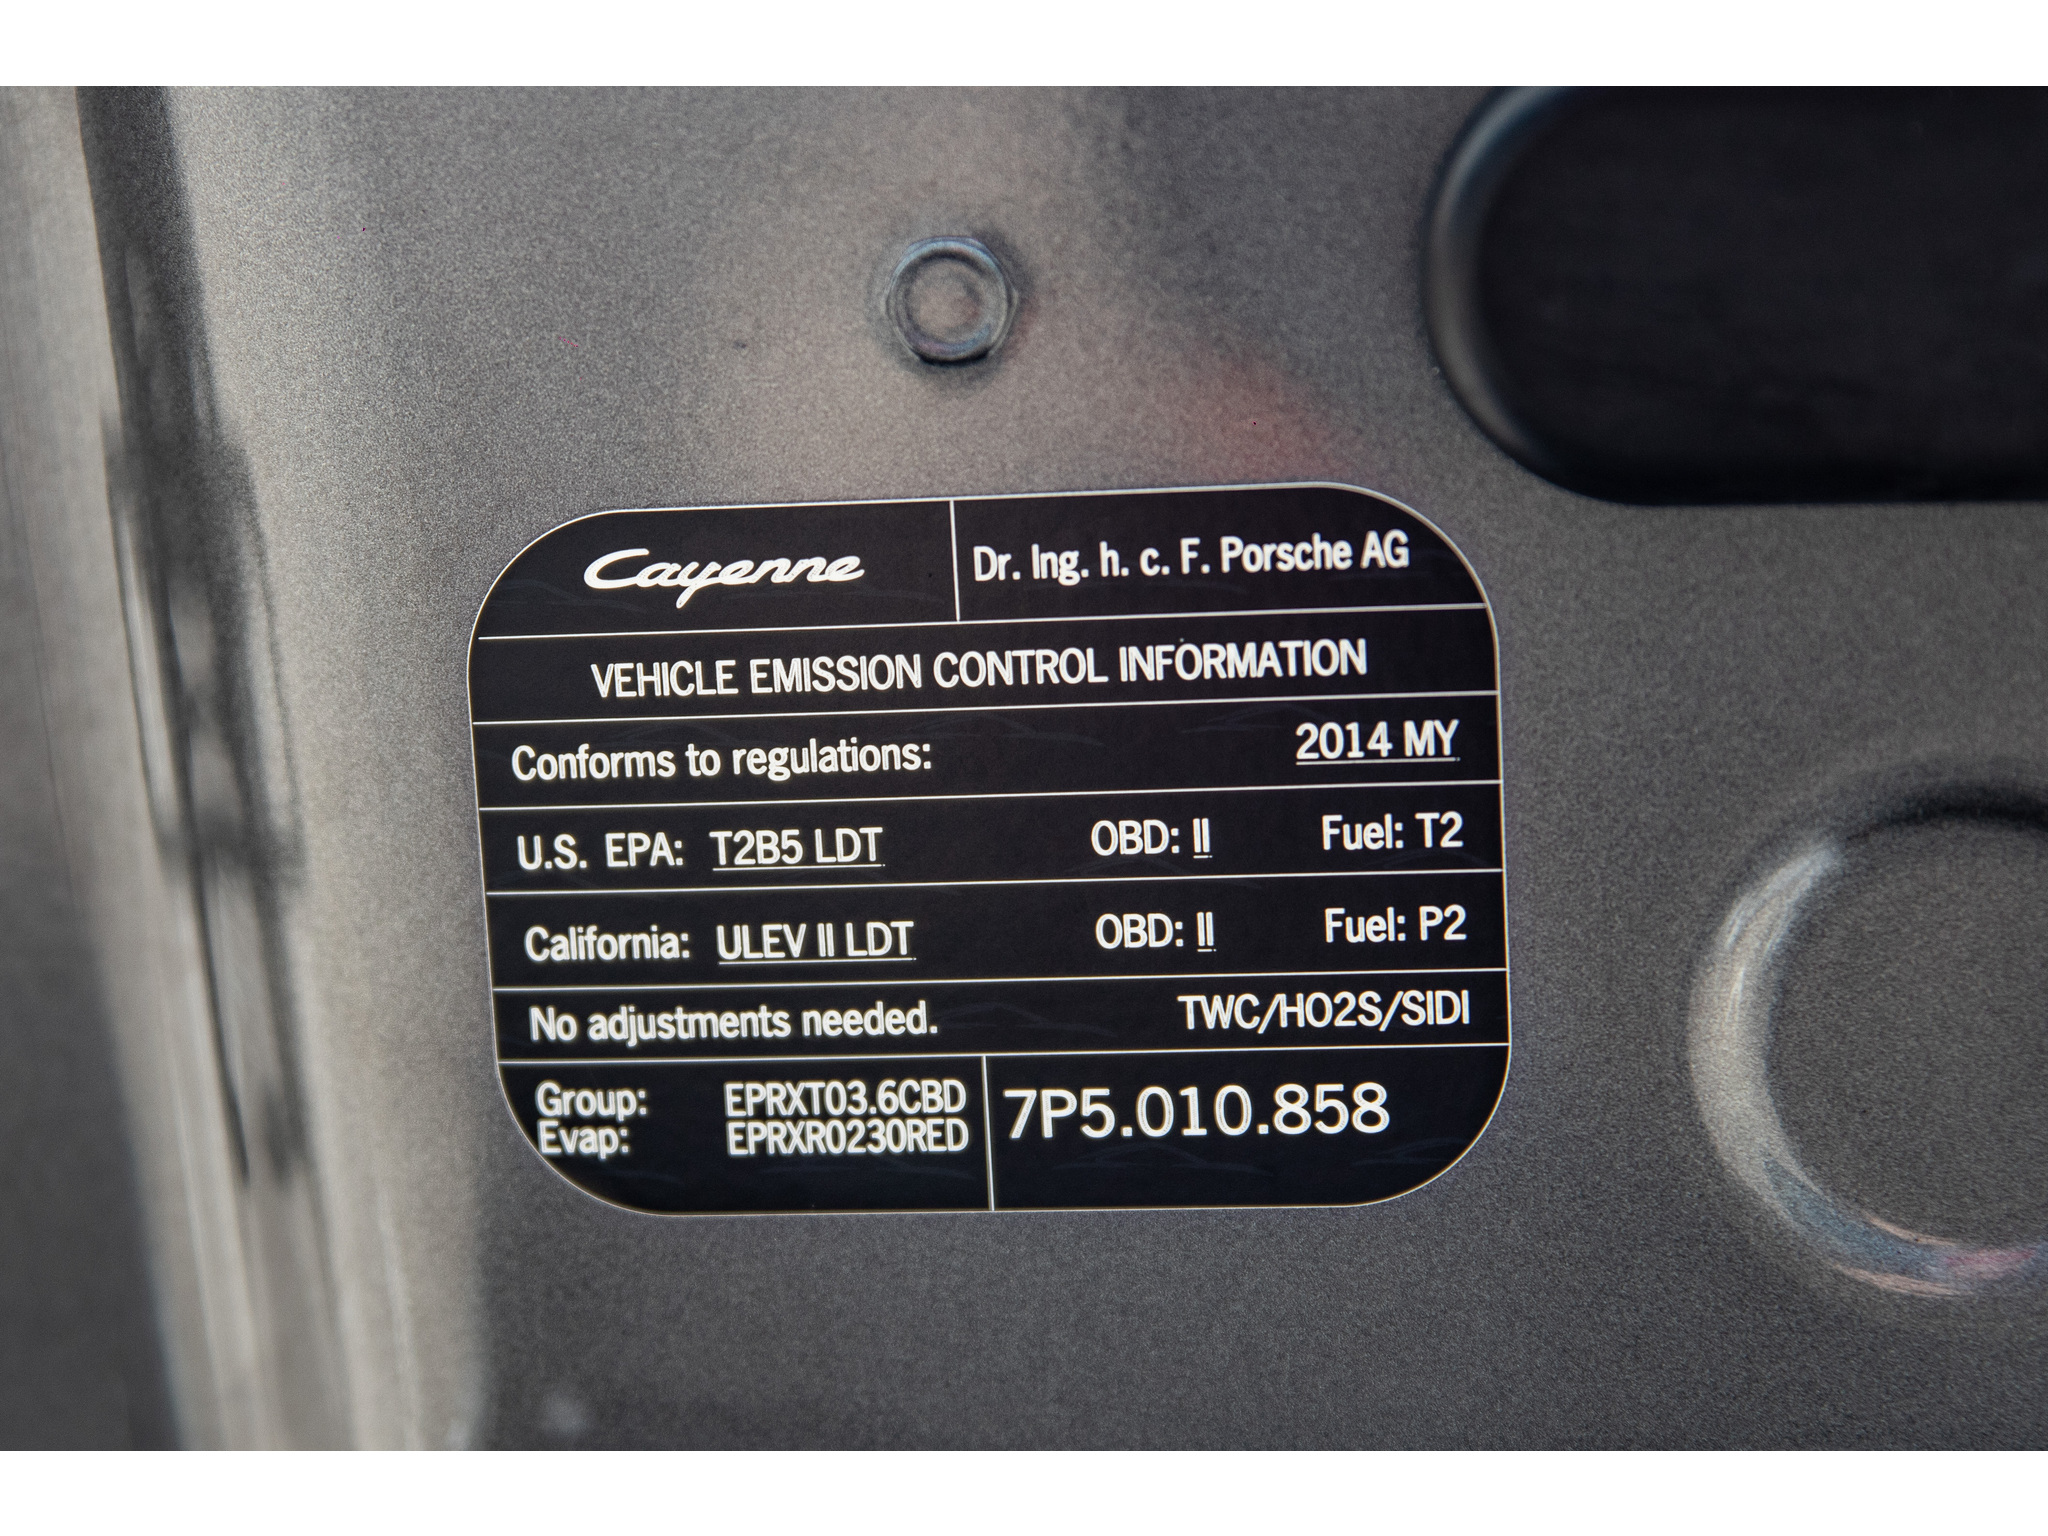 Cayenne Dr. Ing. h. c. F. Porsche AG
VEHICLE EMISSION CONTROL INFORMATION
Conforms to regulations: 2014 MY
U.S. EPA: T2B5 LDT OBD: II Fuel: T2
California: ULEV II LDT OBD: II Fuel: P2
No adjustments needed. TWC/HO2S/SIDI
Group: EPRXT03.6CBD 7P5.010.858
Evap: EPRXR0230RED